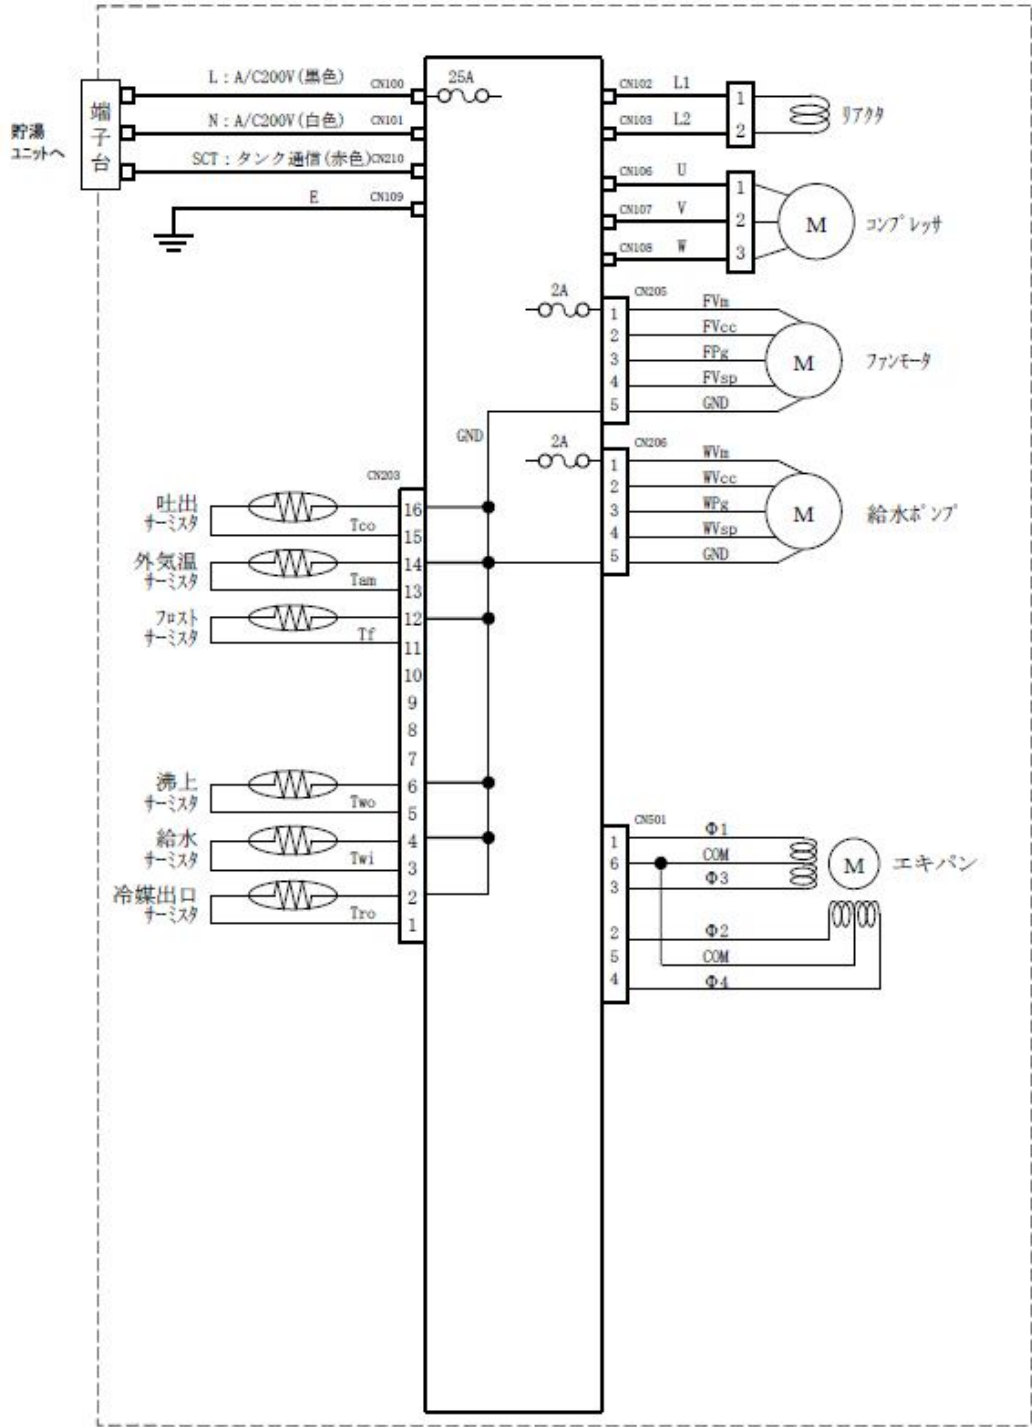 貯湯
ユニットへ
端子台
L：A/C200V(黒色)
CN100
N：A/C200V(白色)
CN101
SCT：タンク通信(赤色)
CN210
E
CN109
25A
CN102
L1
CN103
L2
1
2
リアクタ
CN106
U
CN107
V
CN108
W
1
2
3
M
コンプレッサ
2A
CN205
1
2
3
4
5
FVm
FVcc
FPg
FVsp
GND
M
ファンモータ
GND
2A
CN206
1
2
3
4
5
WVm
WVcc
WPg
WVsp
GND
M
給水ポンプ
CN203
吐出
サーミスタ
Tco
16
15
外気温
サーミスタ
Tam
14
13
フロスト
サーミスタ
Tf
12
11
10
9
8
7
沸上
サーミスタ
Two
6
5
給水
サーミスタ
Twi
4
3
冷媒出口
サーミスタ
Tro
2
1
CN501
1
6
3
2
5
4
Φ1
COM
Φ3
Φ2
COM
Φ4
M
エキパン